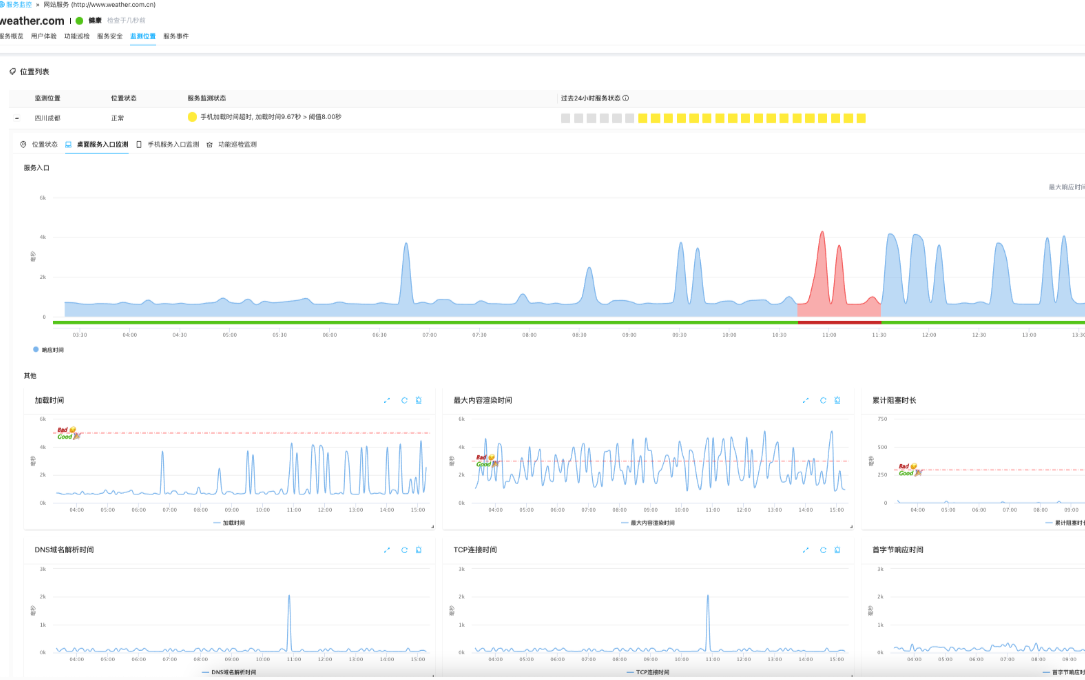 服务监控 > 网站服务 (http://www.weather.com.cn)
weather.com | 健康 检查于几秒前
服务概览 用户体验 功能巡检 服务安全 监测位置 服务事件
位置列表
监测位置 位置状态 服务监测状态 过去24小时服务状态
四川成都 正常 手机加载时间超时, 加载时间9.67秒 > 阈值8.00秒
位置状态 桌面服务入口监测 手机服务入口监测 功能巡检监测
服务入口
最大响应时间
6k
4k
毫秒
2k
0
03:30 04:00 04:30 05:00 05:30 06:00 06:30 07:00 07:30 08:00 08:30 09:00 09:30 10:00 10:30 11:00 11:30 12:00 12:30 13:00 13:30
响应时间
其他
加载时间
6k
Bad
Good
4k
毫秒
2k
0k
04:00 05:00 06:00 07:00 08:00 09:00 10:00 11:00 12:00 13:00 14:00 15:00
加载时间
最大内容渲染时间
6k
4k
Bad
毫秒
Good
2k
0k
04:00 05:00 06:00 07:00 08:00 09:00 10:00 11:00 12:00 13:00 14:00 15:00
最大内容渲染时间
累计阻塞时长
750
500
毫秒
Bad
Good
250
0
04:00 05:00 06:00 07:00 08:00 09:00
累计阻塞时长
DNS域名解析时间
3k
2k
毫秒
1k
0k
04:00 05:00 06:00 07:00 08:00 09:00 10:00 11:00 12:00 13:00 14:00 15:00
DNS域名解析时间
TCP连接时间
3k
2k
毫秒
1k
0k
04:00 05:00 06:00 07:00 08:00 09:00 10:00 11:00 12:00 13:00 14:00 15:00
TCP连接时间
首字节响应时间
3k
2k
毫秒
1k
0k
04:00 05:00 06:00 07:00 08:00 09:00
首字节响应时